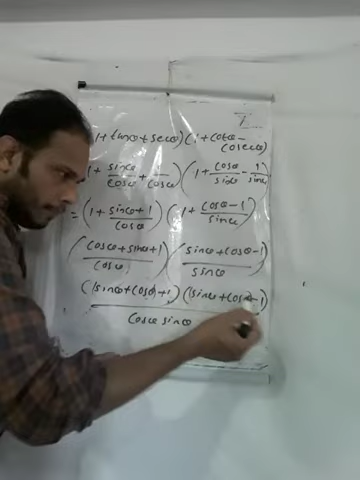 1 + tanθ + secθ) (1 + cotθ - cosecθ)
1 + sinθ/cosθ + 1/cosθ) (1 + cosθ/sinθ - 1/sinθ)
= (1 + sinθ+1/cosθ) (1 + cosθ-1/sinθ)
(cosθ+sinθ+1/cosθ) (sinθ+cosθ-1/sinθ)
((sinθ+cosθ)+1) ((sinθ+cosθ)-1)
cosθ sinθ